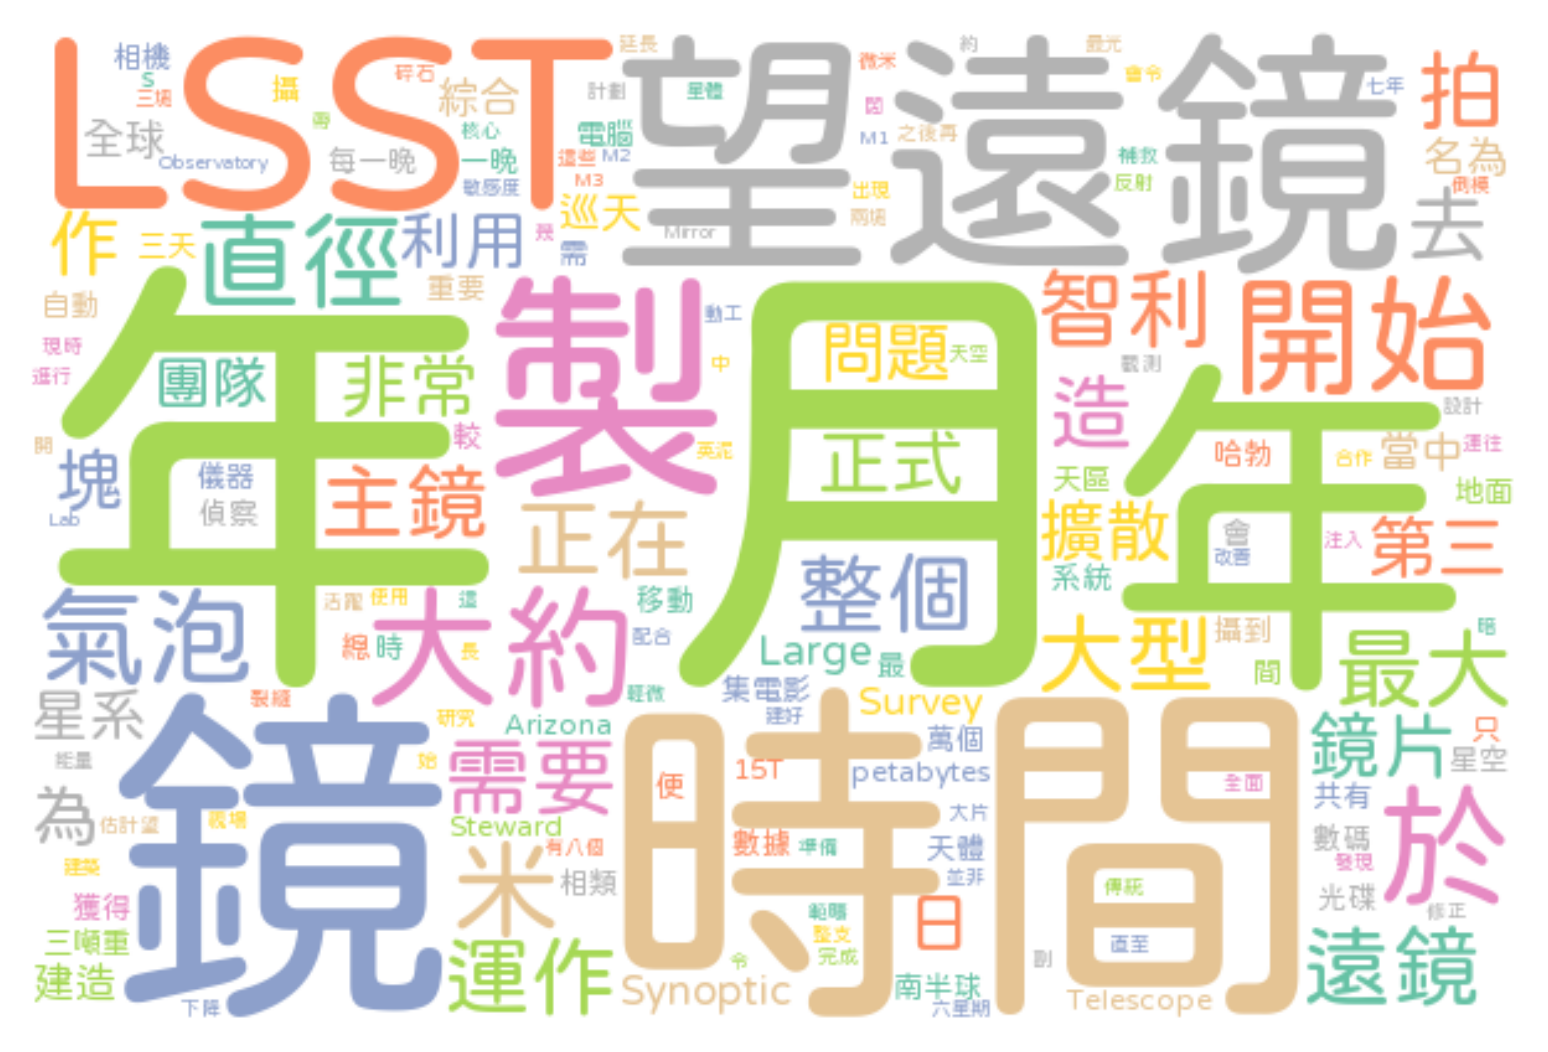 LSST
望遠鏡
相機
S
三塊
攝
碎石
綜合
延長
計劃
星體
微米
約
最光
會令
七年
拍
全球
Observatory
每一晚
核心
一晚
敏感度
電腦
這些
M2
M3
因
M1
之後再
補救
反射
名為
倒模
作
三天
直徑
利用
幾
巡天
需
Mirror
出現
兩塊
去
自動
重要
現時
進行
年
製
月
年
動工
中
問題
天空
智利
觀測
開始
團隊
非常
較
英泥
造
設計
開
塊
儀器
偵察
主鏡
正式
天區
哈勃
合作
當中
運往
地面
Lab
正在
整個
擴散
系統
會
改善
注入
第三
氣泡
活躍
使用
這
移動
總
時
大約
長
配合
Large
最
大型
攝到
間
暗
最大
星系
裂縫
輕微
集電影
建好
Survey
研究
Arizona
能量
鏡
始
需要
時間
15T
萬個
petabytes
鏡片
只
星空
便
全面
為
估計望
Steward
大片
共有
於
建築
米
有八個
相類
數據
準備
天體
並非
數碼
發現
傳統
獲得
光碟
修正
三噸重
範疇
整支
日
完成
直至
建造
運作
令
副
遠鏡
下降
Synoptic
南半球
六星期
Telescope